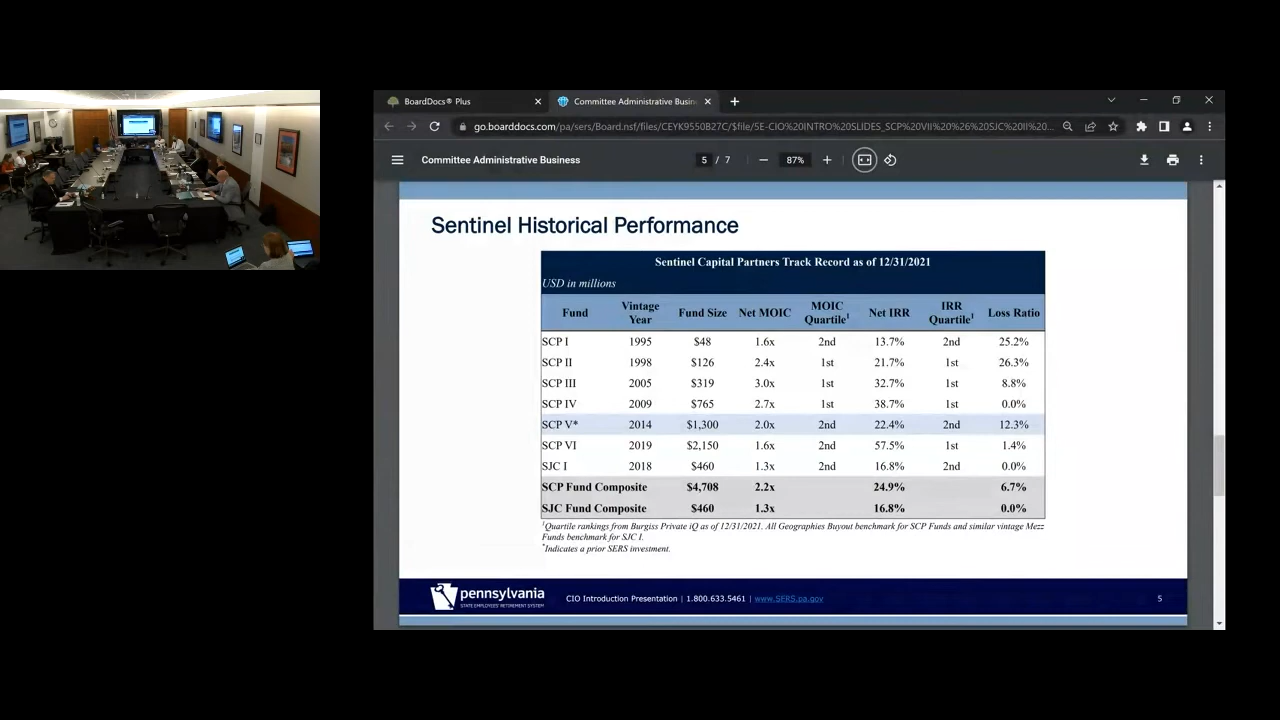 BoardDocs® Plus
Committee Administrative Busin
go.boarddocs.com/pa/sers/Board.nsf/files/CEYK9550B27C/$file/5E-CIO%20INTRO%20SLIDES_SCP%20VII%20%26%20SJC%20II%20...
Committee Administrative Business
5 / 7
87%
Sentinel Historical Performance
Sentinel Capital Partners Track Record as of 12/31/2021
USD in millions
Fund Vintage Year Fund Size Net MOIC MOIC Quartile¹ Net IRR IRR Quartile¹ Loss Ratio
SCP I 1995 $48 1.6x 2nd 13.7% 2nd 25.2%
SCP II 1998 $126 2.4x 1st 21.7% 1st 26.3%
SCP III 2005 $319 3.0x 1st 32.7% 1st 8.8%
SCP IV 2009 $765 2.7x 1st 38.7% 1st 0.0%
SCP V* 2014 $1,300 2.0x 2nd 22.4% 2nd 12.3%
SCP VI 2019 $2,150 1.6x 2nd 57.5% 1st 1.4%
SJC I 2018 $460 1.3x 2nd 16.8% 2nd 0.0%
SCP Fund Composite $4,708 2.2x 24.9% 6.7%
SJC Fund Composite $460 1.3x 16.8% 0.0%
¹Quartile rankings from Burgiss Private iQ as of 12/31/2021. All Geographies Buyout benchmark for SCP Funds and similar vintage Mezz
Funds benchmark for SJC I.
*Indicates a prior SERS investment.
pennsylvania
STATE EMPLOYEES' RETIREMENT SYSTEM
CIO Introduction Presentation | 1.800.633.5461 | www.SERS.pa.gov
5